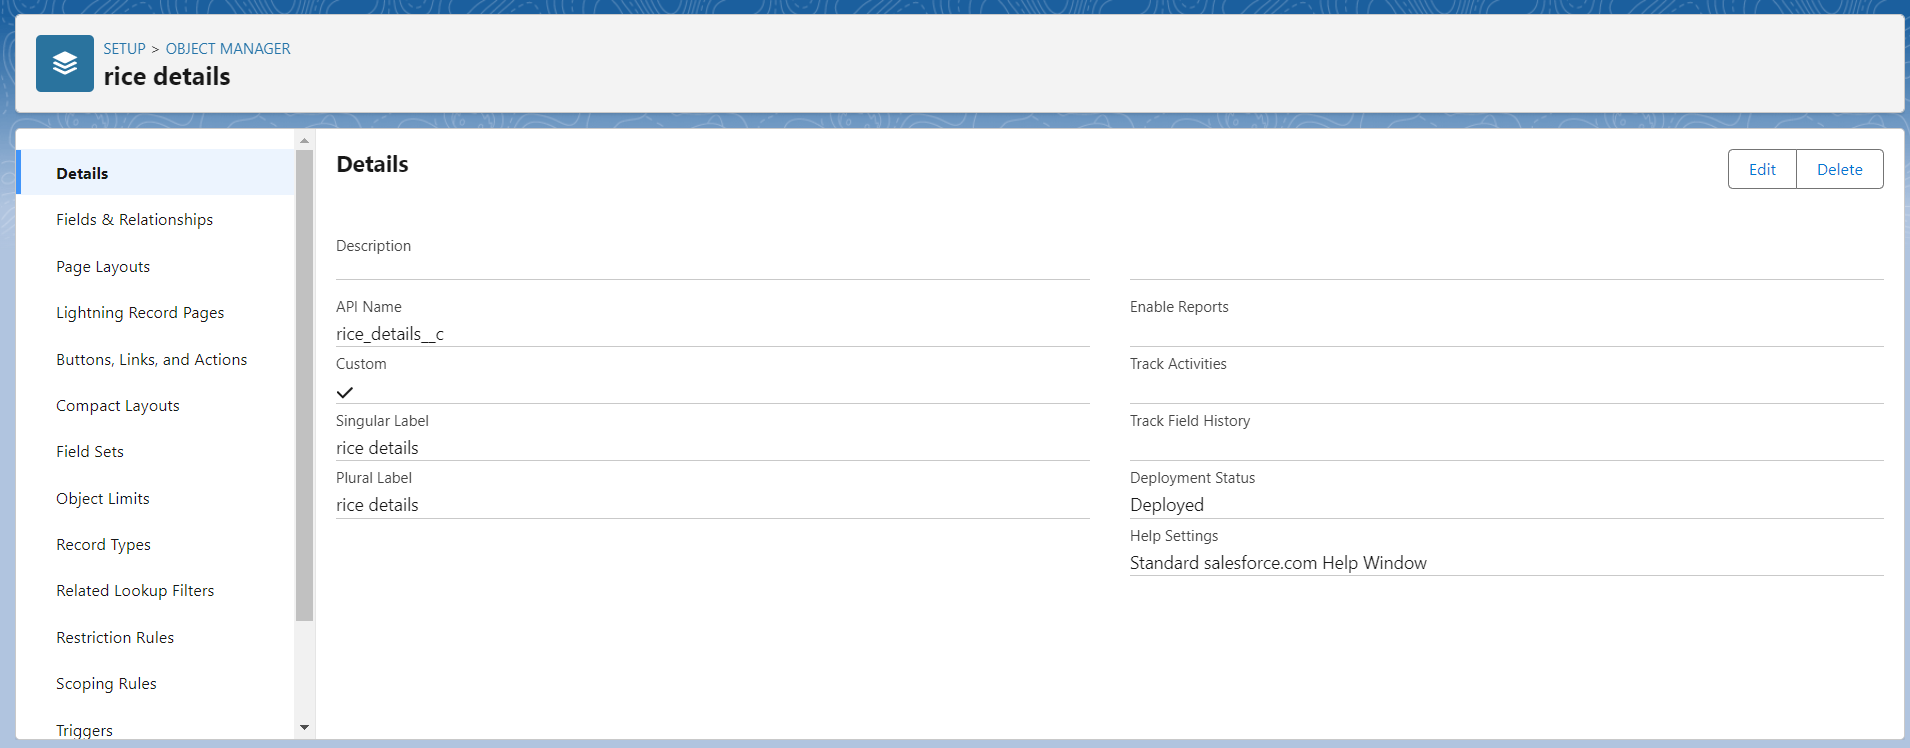 SETUP > OBJECT MANAGER
rice details
Details
Fields & Relationships
Page Layouts
Lightning Record Pages
Buttons, Links, and Actions
Compact Layouts
Field Sets
Object Limits
Record Types
Related Lookup Filters
Restriction Rules
Scoping Rules
Triggers
Details
Edit
Delete
Description
API Name
rice_details__c
Custom
Singular Label
rice details
Plural Label
rice details
Enable Reports
Track Activities
Track Field History
Deployment Status
Deployed
Help Settings
Standard salesforce.com Help Window